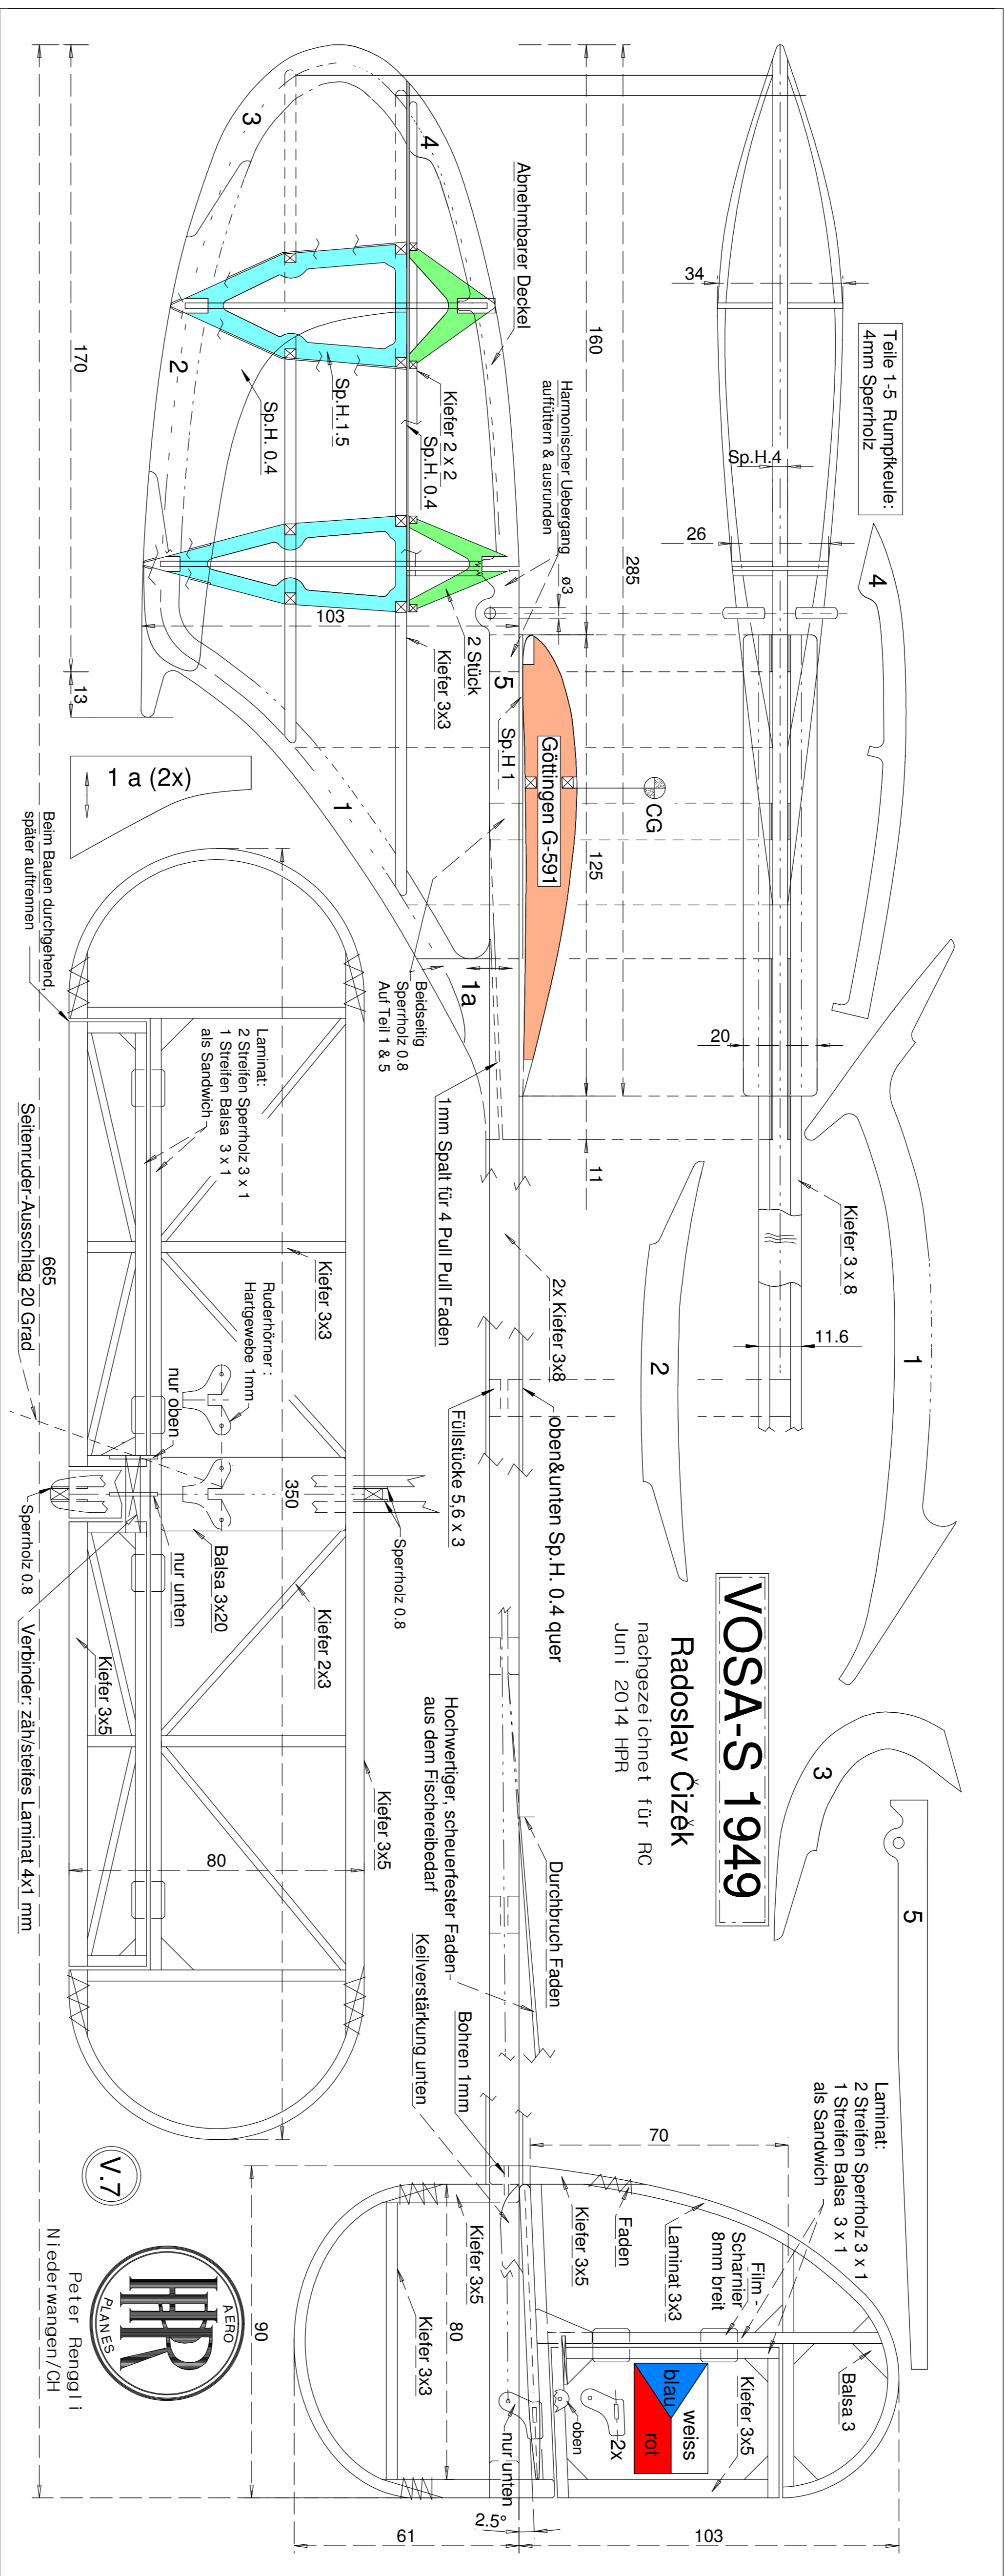 Teile 1-5 Rumpfkeule:
4mm Sperrholz
34
Sp.H.4
26
20
Kiefer 3 x 8
11.6
4
1
2
3
5
VOSA-S 1949
Radoslav Čizěk
nachgezeichnet für RC
Juni 2014 HPR
285
160
125
11
Abnehmbarer Deckel
Harmonischer Uebergang
auffüttern & ausrunden
ø3
CG
Göttingen G-591
3
4
2
Kiefer 2 x 2
Sp.H. 0.4
Sp.H.1.5
Sp.H. 0.4
103
2 Stück
Kiefer 3x3
5
Sp.H 1
1
1a
Beidseitig
Sperrholz 0.8
Auf Teil 1 & 5
1mm Spalt für 4 Pull Pull Faden
2x Kiefer 3x8
oben&unten Sp.H. 0.4 quer
Füllstücke 5,6 x 3
Hochwertiger, scheuerfester Faden
aus dem Fischereibedarf
Durchbruch Faden
Bohren 1mm
Keilverstärkung unten
170
13
665
1 a (2x)
Beim Bauen durchgehend,
später auftrennen
Laminat:
2 Streifen Sperrholz 3 x 1
1 Streifen Balsa 3 x 1
als Sandwich
Seitenruder-Ausschlag 20 Grad
Kiefer 3x3
Ruderhörner :
Hartgewebe 1mm
nur oben
350
Sperrholz 0.8
Balsa 3x20
nur unten
Kiefer 2x3
Kiefer 3x5
Kiefer 3x5
Sperrholz 0.8
Verbinder: zäh/steifes Laminat 4x1 mm
80
Laminat:
2 Streifen Sperrholz 3 x 1
1 Streifen Balsa 3 x 1
als Sandwich
70
Film -
Scharnier
8mm breit
Laminat 3x3
Faden
Kiefer 3x5
Kiefer 3x5
Kiefer 3x3
Balsa 3
Kiefer 3x5
weiss
blau
rot
2x
oben
nur unten
80
90
2.5°
61
103
V.7
AERO
HPR
PLANES
Peter Renggli
Niederwangen/CH